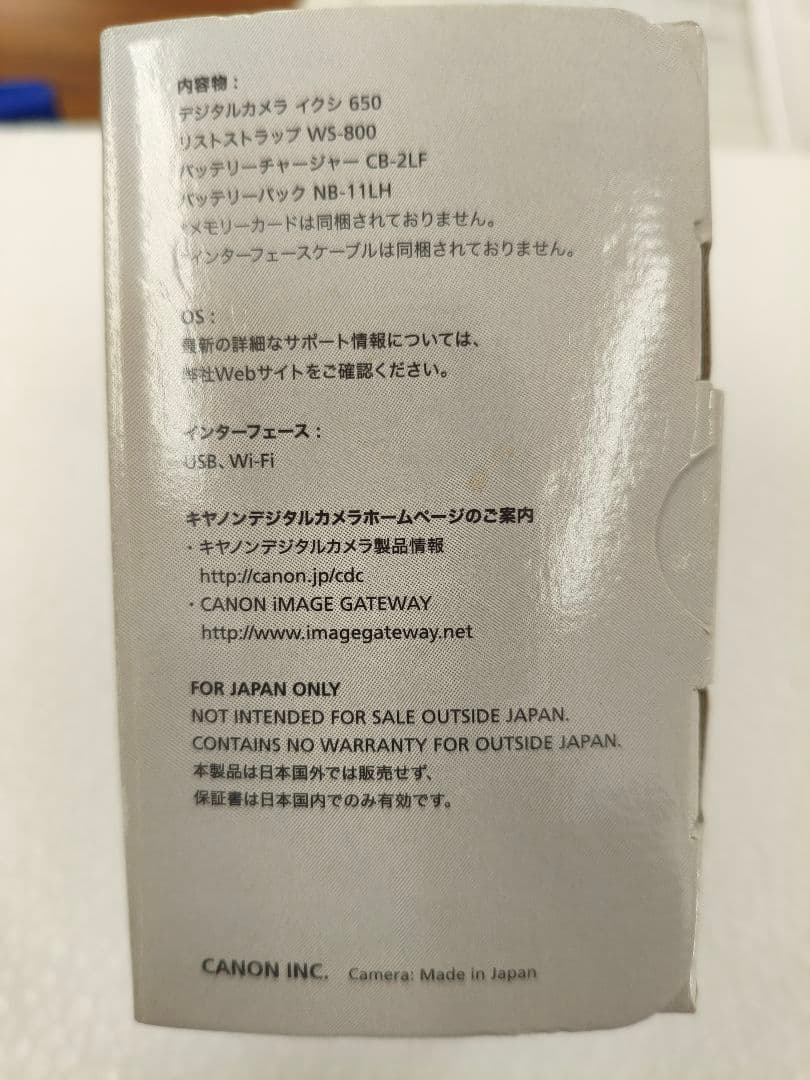 内容物：
デジタルカメラ イクシ 650
リストストラップ WS-800
バッテリーチャージャー CB-2LF
バッテリーパック NB-11LH
*メモリーカードは同梱されておりません。
*インターフェースケーブルは同梱されておりません。
OS：
最新の詳細なサポート情報については、
弊社Webサイトをご確認ください。
インターフェース：
USB、Wi-Fi
キヤノンデジタルカメラホームページのご案内
・キヤノンデジタルカメラ製品情報
http://canon.jp/cdc
・CANON iMAGE GATEWAY
http://www.imagegateway.net
FOR JAPAN ONLY
NOT INTENDED FOR SALE OUTSIDE JAPAN.
CONTAINS NO WARRANTY FOR OUTSIDE JAPAN.
本製品は日本国外では販売せず、
保証書は日本国内でのみ有効です。
CANON INC. Camera: Made in Japan